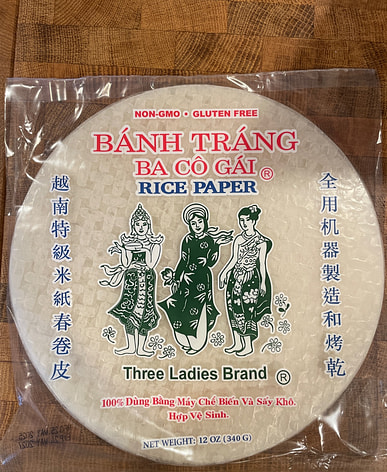 NON-GMO • GLUTEN FREE
BÁNH TRÁNG
BA CÔ GÁI ®
RICE PAPER
越南特級米紙春卷皮
全用机器製造和烤乾
Three Ladies Brand ®
100% Dùng Bằng Máy Chế Biến Và Sấy Khô.
Hợp Vệ Sinh.
NET WEIGHT: 12 OZ (340 G)